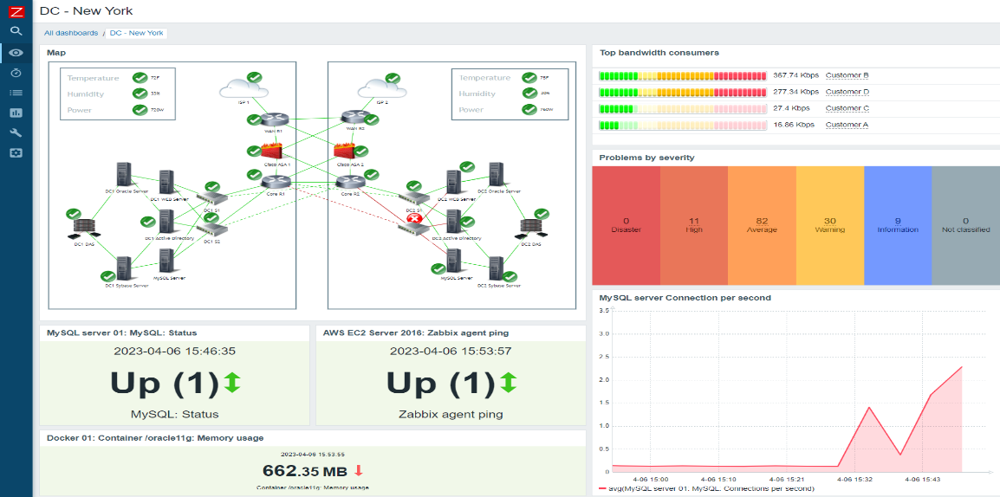 DC - New York
All dashboards / DC - New York
Map
Temperature 72F
Humidity 33%
Power 720W
ISP 1
WAN R1
Cisco ASA 1
Core R1
DC1 Oracle Server
DC1 WEB Server
DC1 S1
DC1 Active Directory
DC1 S2
DC1 DAS
MySQL Server
DC1 Sybase Server
Temperature 75F
Humidity 30%
Power 760W
ISP 2
WAN R2
Cisco ASA 2
Core R2
DC2 Oracle Server
DC2 WEB Server
DC2 S1
DC2 Active Directory
DC2 DAS
MySQL Server
DC2 Sybase Server
Top bandwidth consumers
367.74 Kbps Customer B
277.34 Kbps Customer D
27.4 Kbps Customer C
16.86 Kbps Customer A
Problems by severity
0 11 82 30 9 0
Disaster High Average Warning Information Not classified
MySQL server 01: MySQL: Status
2023-04-06 15:46:35
Up (1)
MySQL: Status
AWS EC2 Server 2016: Zabbix agent ping
2023-04-06 15:53:57
Up (1)
Zabbix agent ping
MySQL server Connection per second
3.5
3.0
2.5
2.0
1.5
1.0
0.5
0
4-06 15:00 4-06 15:10 4-06 15:21 4-06 15:32 4-06 15:43
avg(MySQL server 01: MySQL: Connections per second)
Docker 01: Container /oracle11g: Memory usage
2023-04-06 15:53:55
662.35 MB
Container /oracle11g: Memory usage